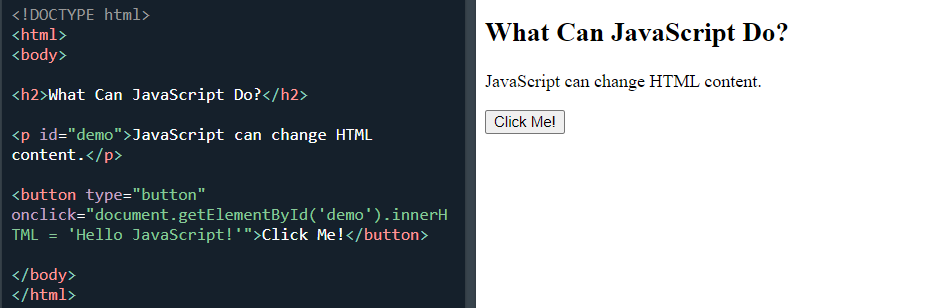 <!DOCTYPE html>
<html>
<body>
<h2>What Can JavaScript Do?</h2>
<p id="demo">JavaScript can change HTML
content.</p>
<button type="button"
onclick="document.getElementById('demo').innerH
TML = 'Hello JavaScript!'">Click Me!</button>
</body>
</html>
What Can JavaScript Do?
JavaScript can change HTML content.
Click Me!